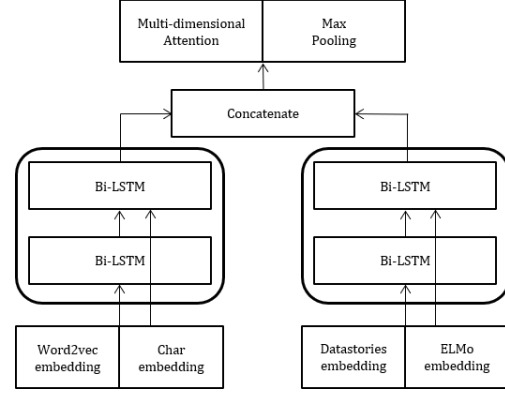 Multi-dimensional
Attention
Max
Pooling
Concatenate
Bi-LSTM
Bi-LSTM
Bi-LSTM
Bi-LSTM
Word2vec
embedding
Char
embedding
Datastories
embedding
ELMo
embedding